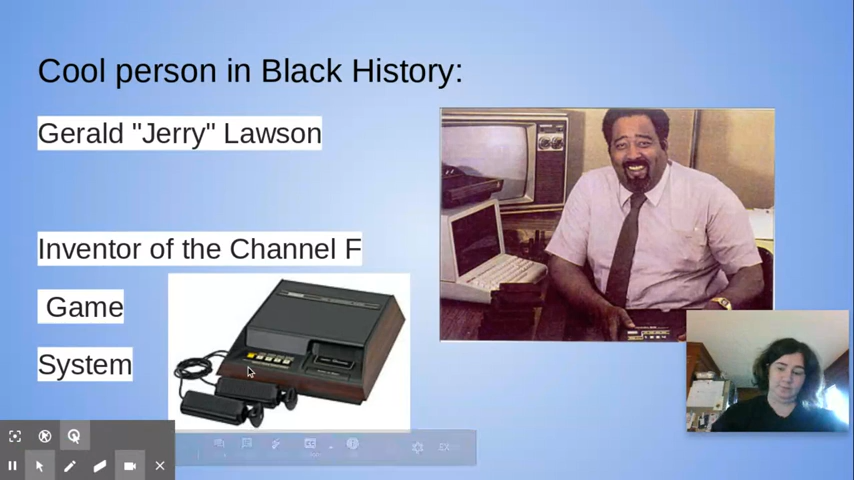 Cool person in Black History:
Gerald "Jerry" Lawson
Inventor of the Channel F
Game
System